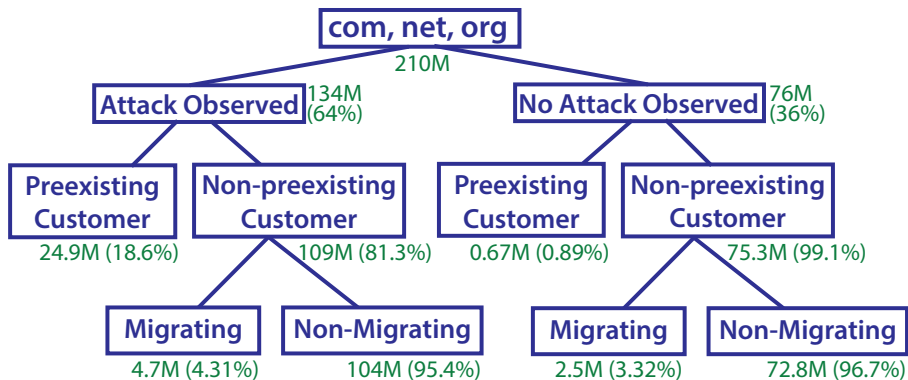 com, net, org
210M
Attack Observed
134M
(64%)
No Attack Observed
76M
(36%)
Preexisting
Customer
24.9M (18.6%)
Non-preexisting
Customer
109M (81.3%)
Preexisting
Customer
0.67M (0.89%)
Non-preexisting
Customer
75.3M (99.1%)
Migrating
4.7M (4.31%)
Non-Migrating
104M (95.4%)
Migrating
2.5M (3.32%)
Non-Migrating
72.8M (96.7%)